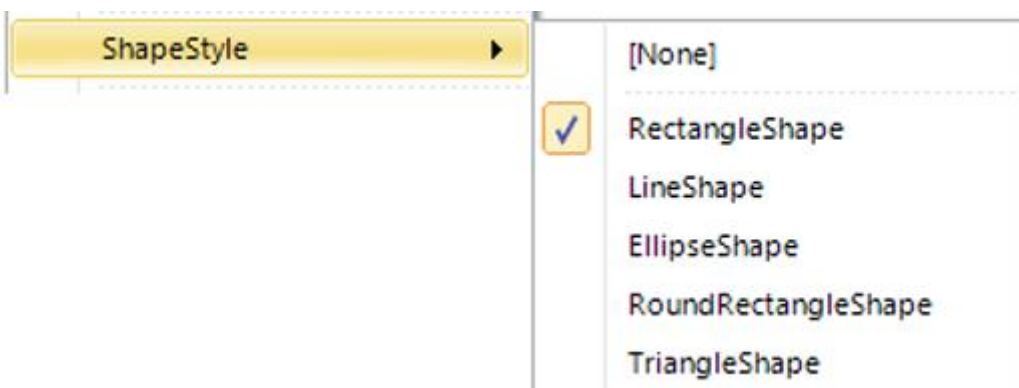 ShapeStyle
[None]
RectangleShape
LineShape
EllipseShape
RoundRectangleShape
TriangleShape